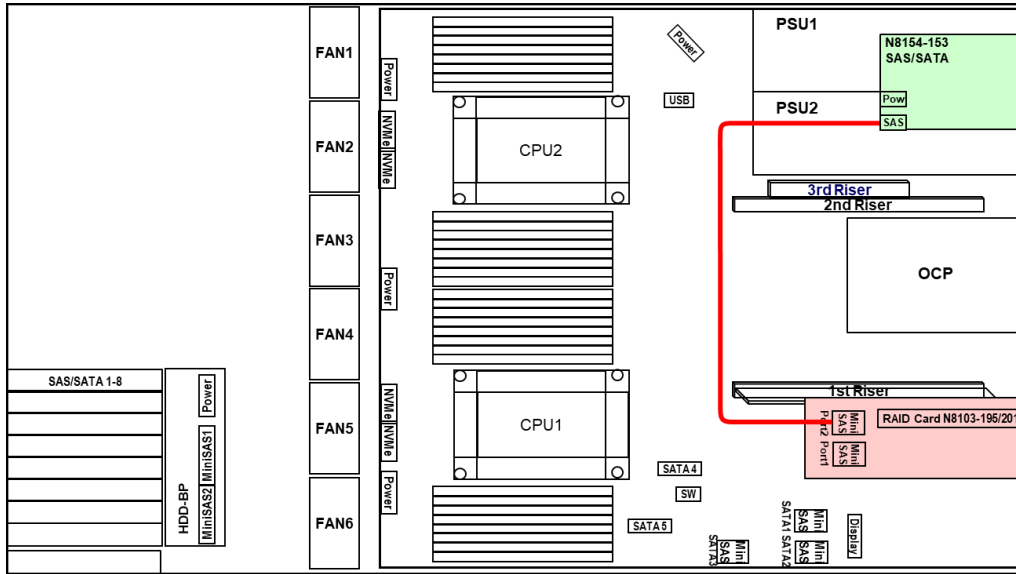 FAN1
FAN2
FAN3
FAN4
FAN5
FAN6
Power
NVMe NVMe
Power
NVMe NVMe
Power
CPU2
CPU1
Power
USB
PSU1
PSU2
N8154-153
SAS/SATA
Pow
SAS
3rd Riser
2nd Riser
OCP
1st Riser
RAID Card N8103-195/201
Port2 Port1
Mini
SAS
Mini
SAS
SAS/SATA 1-8
HDD-BP
Power
MiniSAS2 MiniSAS1
SATA4
SW
SATA5
SATA3
Mini
SAS
SATA1
Mini
SAS
SATA2
Mini
SAS
Display